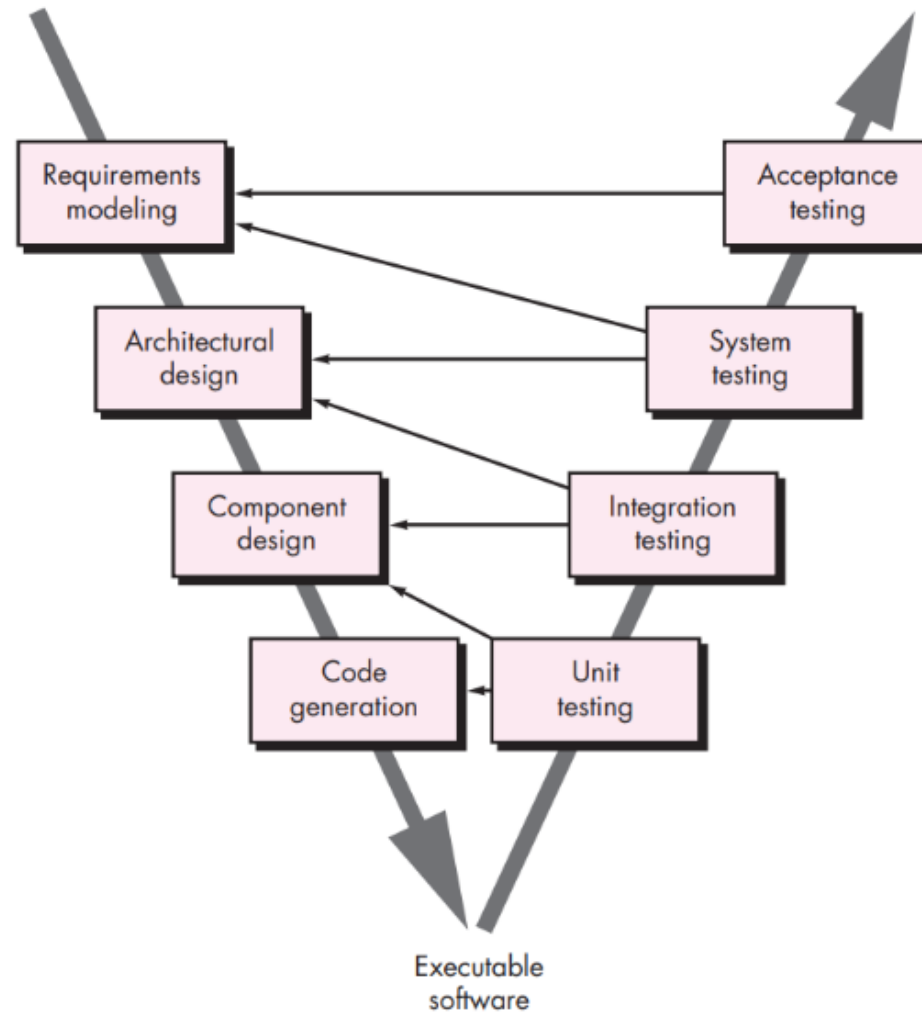 Requirements
modeling
Acceptance
testing
Architectural
design
System
testing
Component
design
Integration
testing
Code
generation
Unit
testing
Executable
software